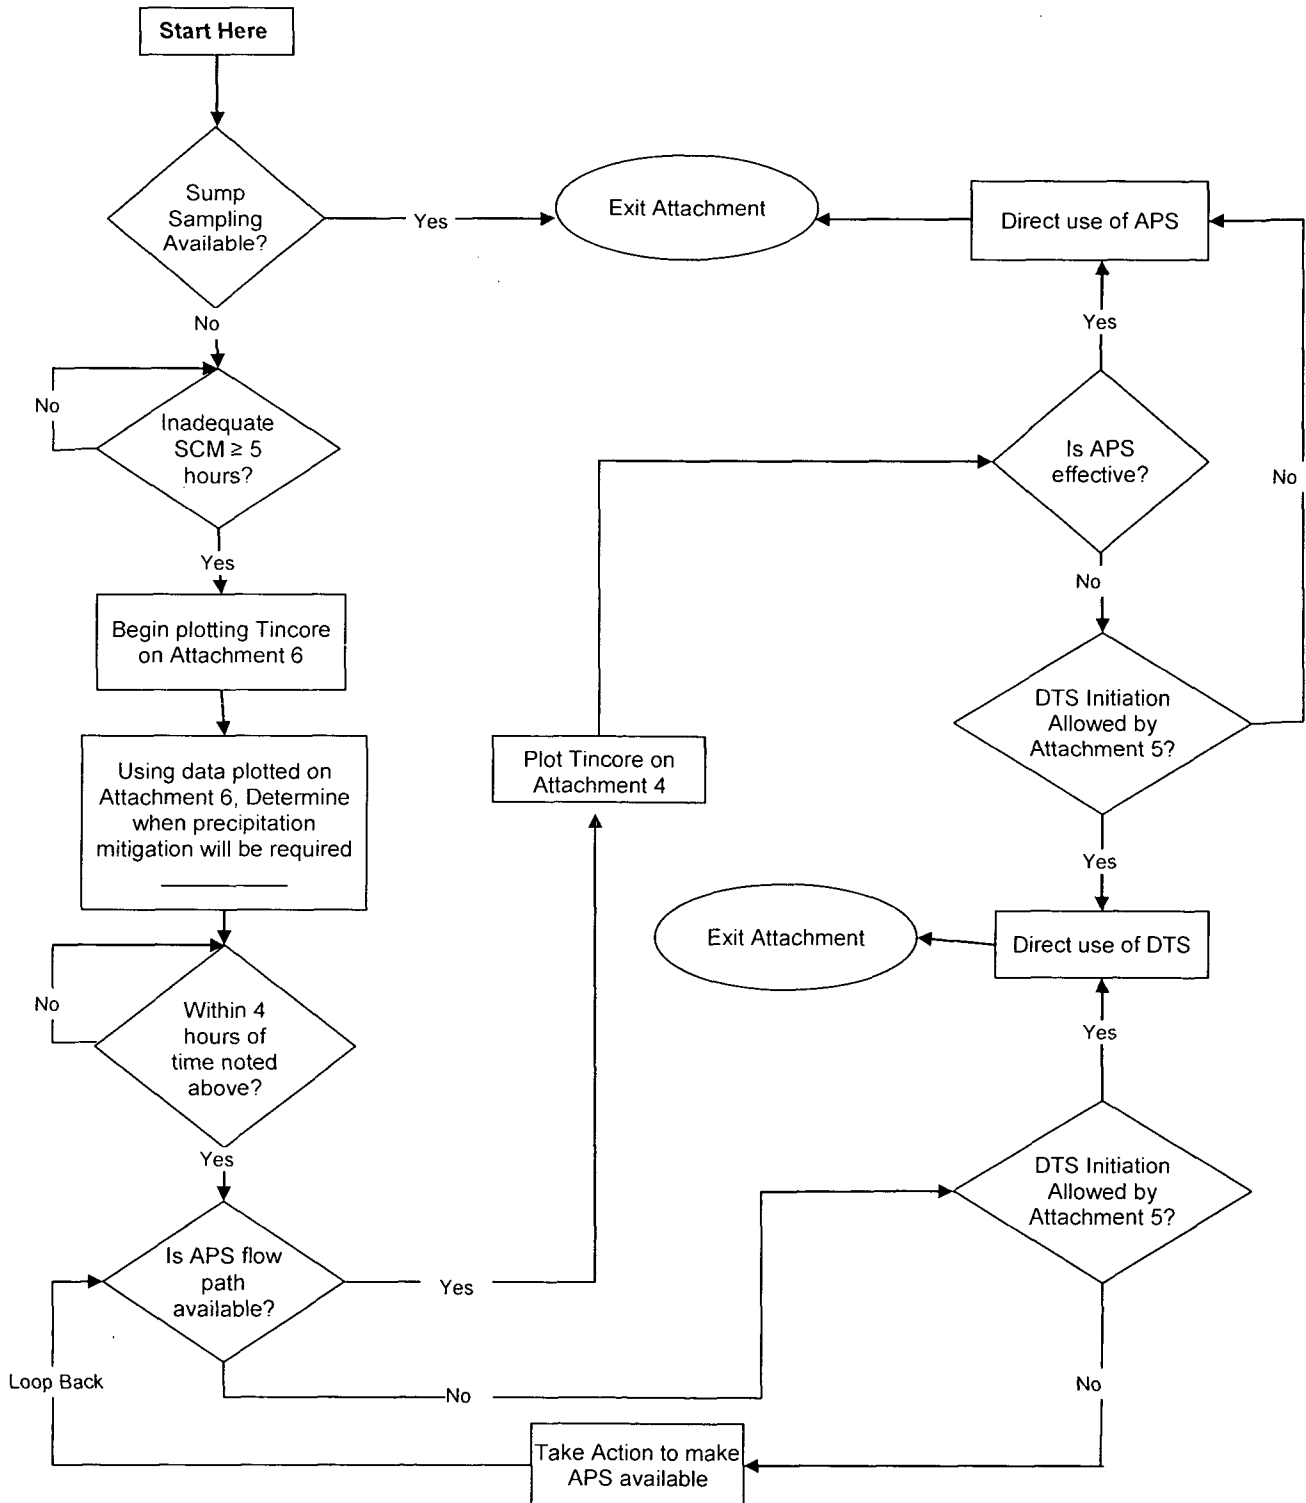 Start Here
Sump
Sampling
Available?
Yes
Exit Attachment
Direct use of APS
No
Yes
No
Inadequate
SCM ≥ 5
hours?
Is APS
effective?
No
Yes
No
Begin plotting Tincore
on Attachment 6
DTS Initiation
Allowed by
Attachment 5?
Using data plotted on
Attachment 6, Determine
when precipitation
mitigation will be required
Plot Tincore on
Attachment 4
Yes
Exit Attachment
Direct use of DTS
No
Within 4
hours of
time noted
above?
Yes
Yes
DTS Initiation
Allowed by
Attachment 5?
Is APS flow
path
available?
Yes
Loop Back
No
No
Take Action to make
APS available